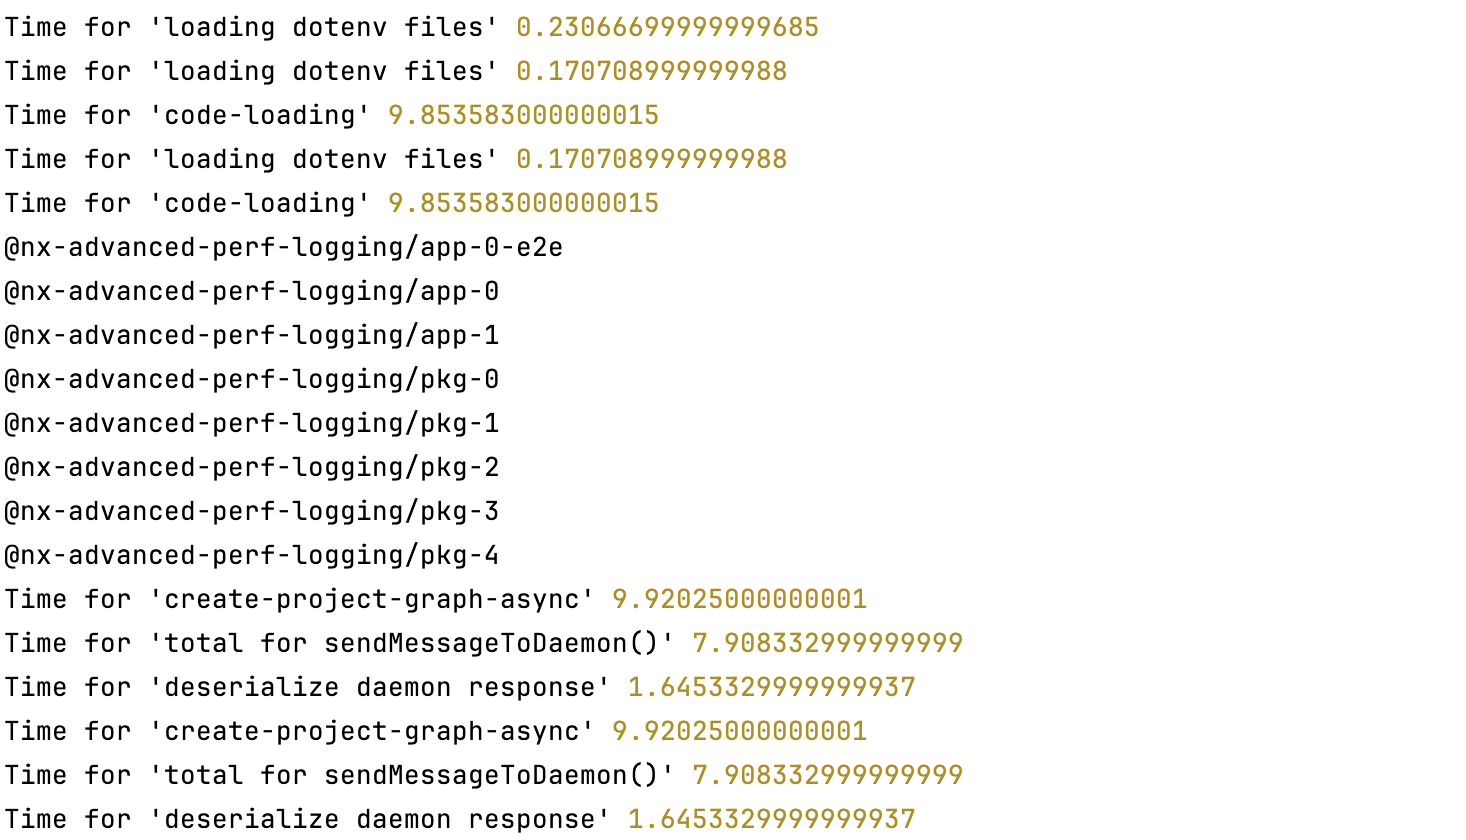 Time for 'loading dotenv files' 0.23066699999999685
Time for 'loading dotenv files' 0.170708999999988
Time for 'code-loading' 9.853583000000015
Time for 'loading dotenv files' 0.170708999999988
Time for 'code-loading' 9.853583000000015
@nx-advanced-perf-logging/app-0-e2e
@nx-advanced-perf-logging/app-0
@nx-advanced-perf-logging/app-1
@nx-advanced-perf-logging/pkg-0
@nx-advanced-perf-logging/pkg-1
@nx-advanced-perf-logging/pkg-2
@nx-advanced-perf-logging/pkg-3
@nx-advanced-perf-logging/pkg-4
Time for 'create-project-graph-async' 9.92025000000001
Time for 'total for sendMessageToDaemon()' 7.908332999999999
Time for 'deserialize daemon response' 1.6453329999999937
Time for 'create-project-graph-async' 9.92025000000001
Time for 'total for sendMessageToDaemon()' 7.908332999999999
Time for 'deserialize daemon response' 1.6453329999999937